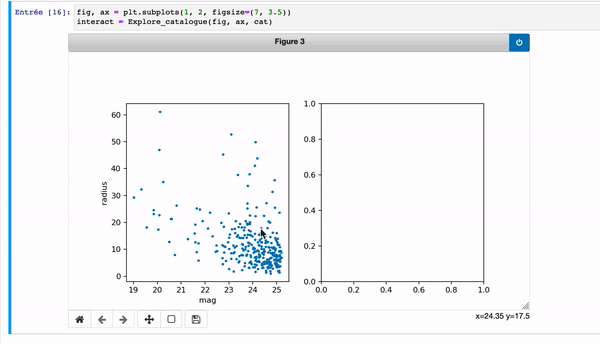 Entrée [16]: fig, ax = plt.subplots(1, 2, figsize=(7, 3.5))
interact = Explore_catalogue(fig, ax, cat)
Figure 3
60
50
40
30
20
10
0
radius
19 20 21 22 23 24 25
mag
1.0
0.8
0.6
0.4
0.2
0.0
0.0 0.2 0.4 0.6 0.8 1.0
x=24.35 y=17.5